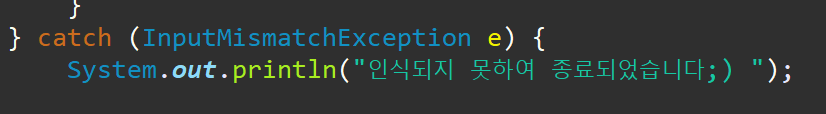 }
} catch (InputMismatchException e) {
System.out.println("인식되지 못하여 종료되었습니다;) ");